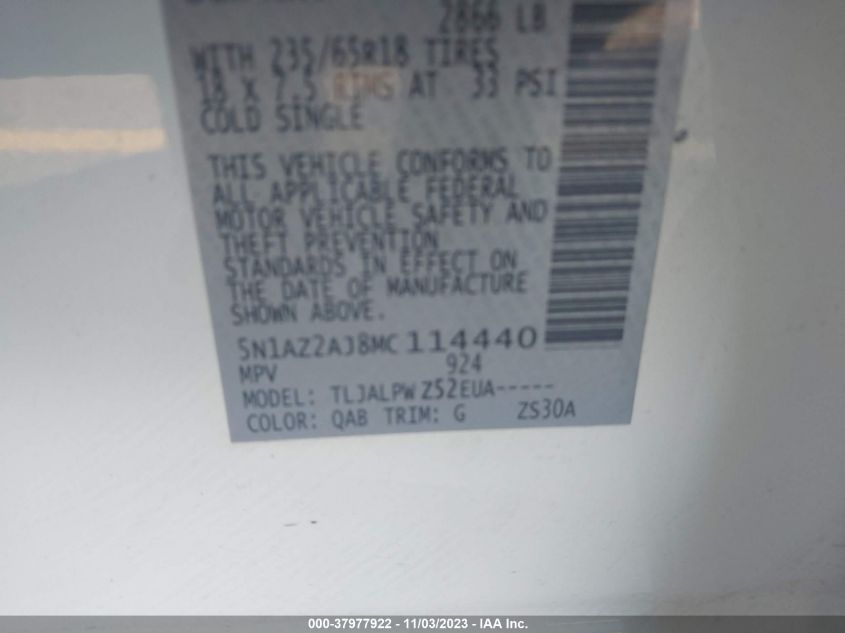 2866 LB
WITH 235/65R18 TIRES
18 X 7.5 RIMS AT 33 PSI
COLD SINGLE
THIS VEHICLE CONFORMS TO
ALL APPLICABLE FEDERAL
MOTOR VEHICLE SAFETY AND
THEFT PREVENTION
STANDARDS IN EFFECT ON
THE DATE OF MANUFACTURE
SHOWN ABOVE.
5N1AZ2AJ8MC114440
MPV 924
MODEL: TLJALPWZ52EUA-----
COLOR: QAB TRIM: G ZS30A
000-37977922 - 11/03/2023 - IAA Inc.